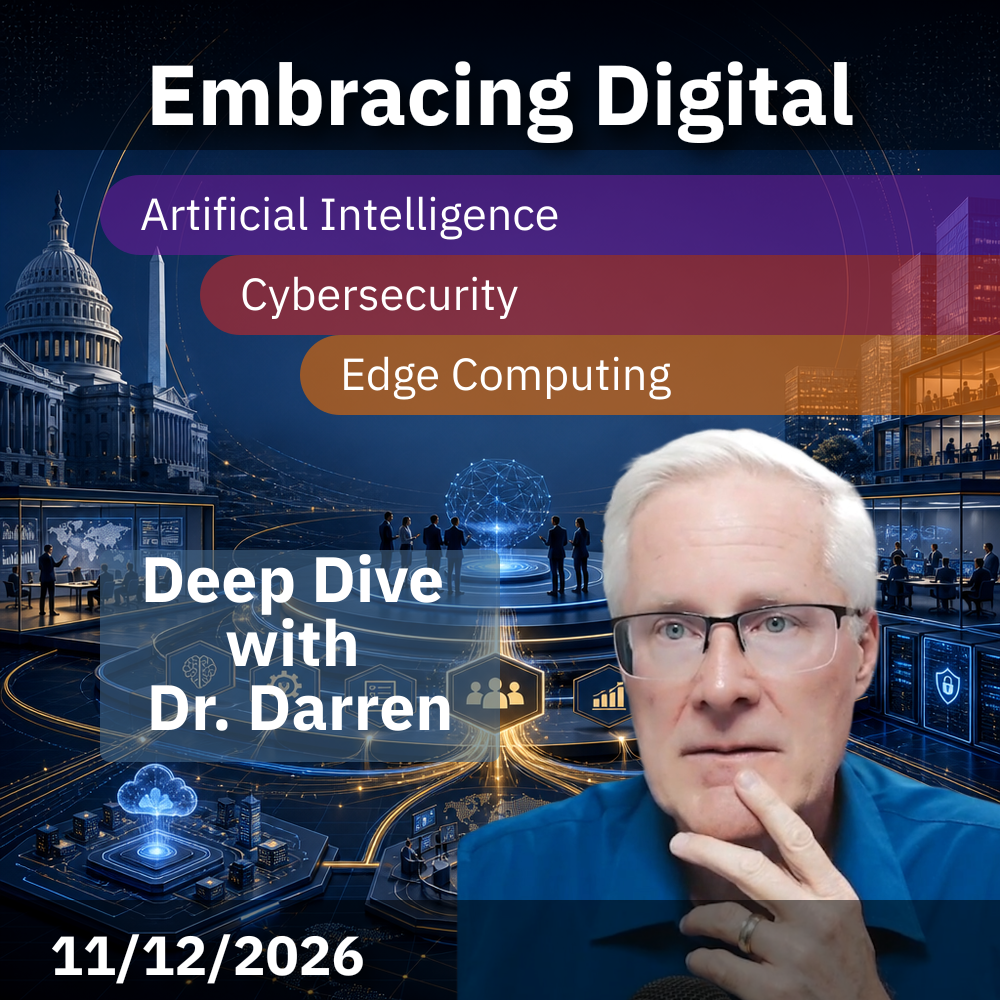 Embracing Digital
Artificial Intelligence
Cybersecurity
Edge Computing
Deep Dive
with
Dr. Darren
11/12/2026